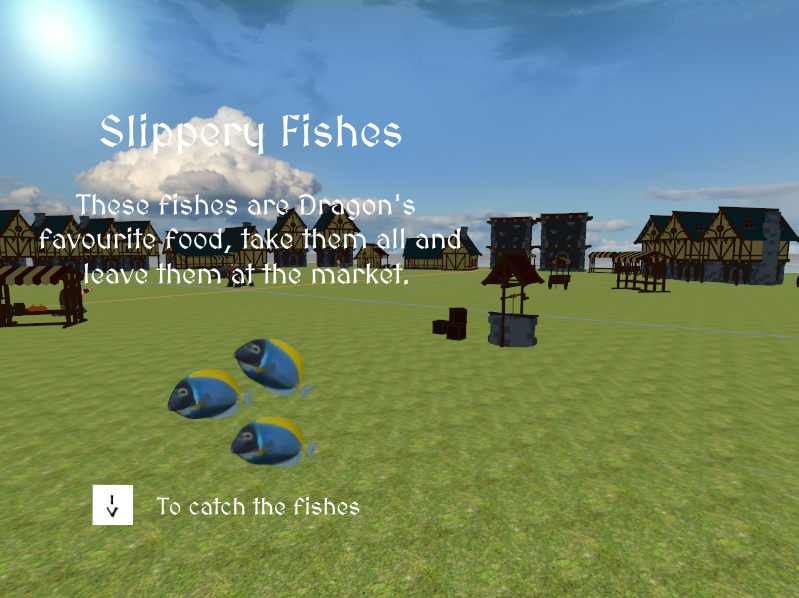 Slippery Fishes
These fishes are Dragon's
favourite food, take them all and
leave them at the market.
To catch the fishes